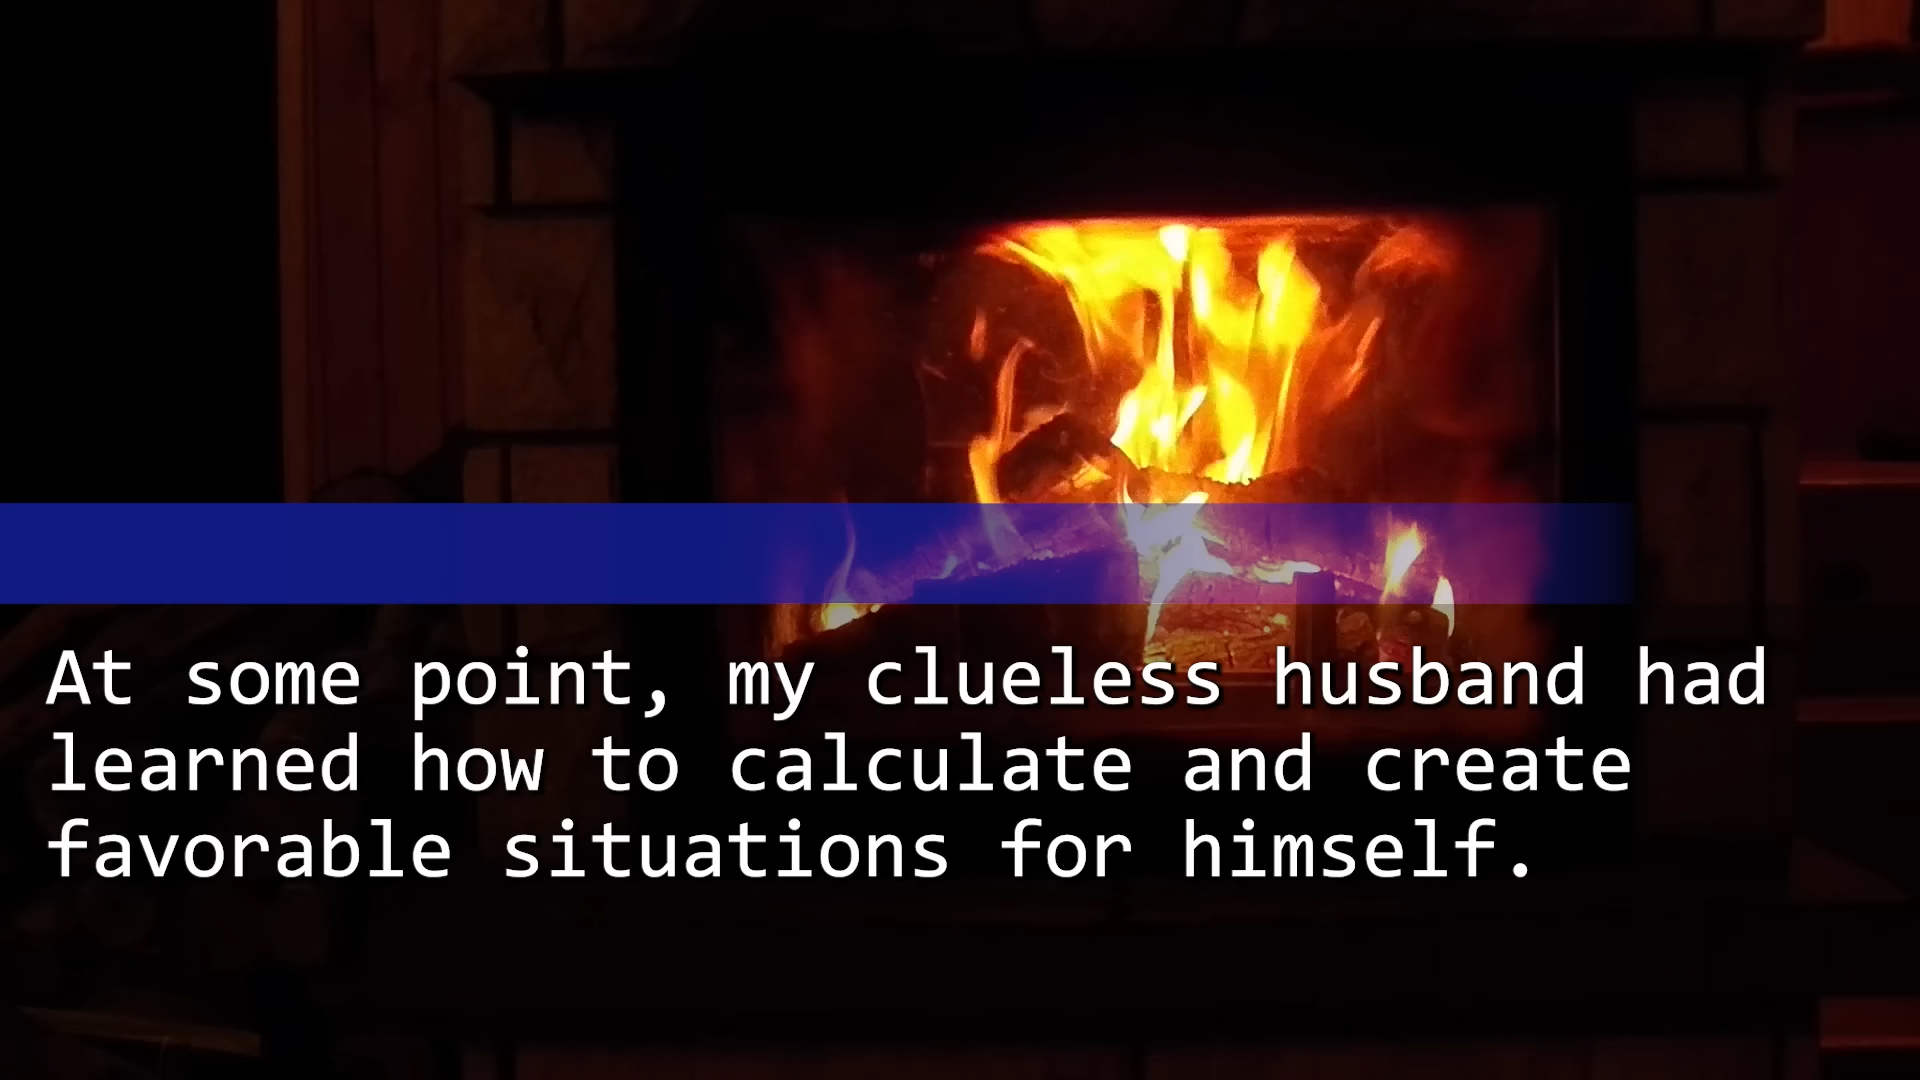 At some point, my clueless husband had
learned how to calculate and create
favorable situations for himself.